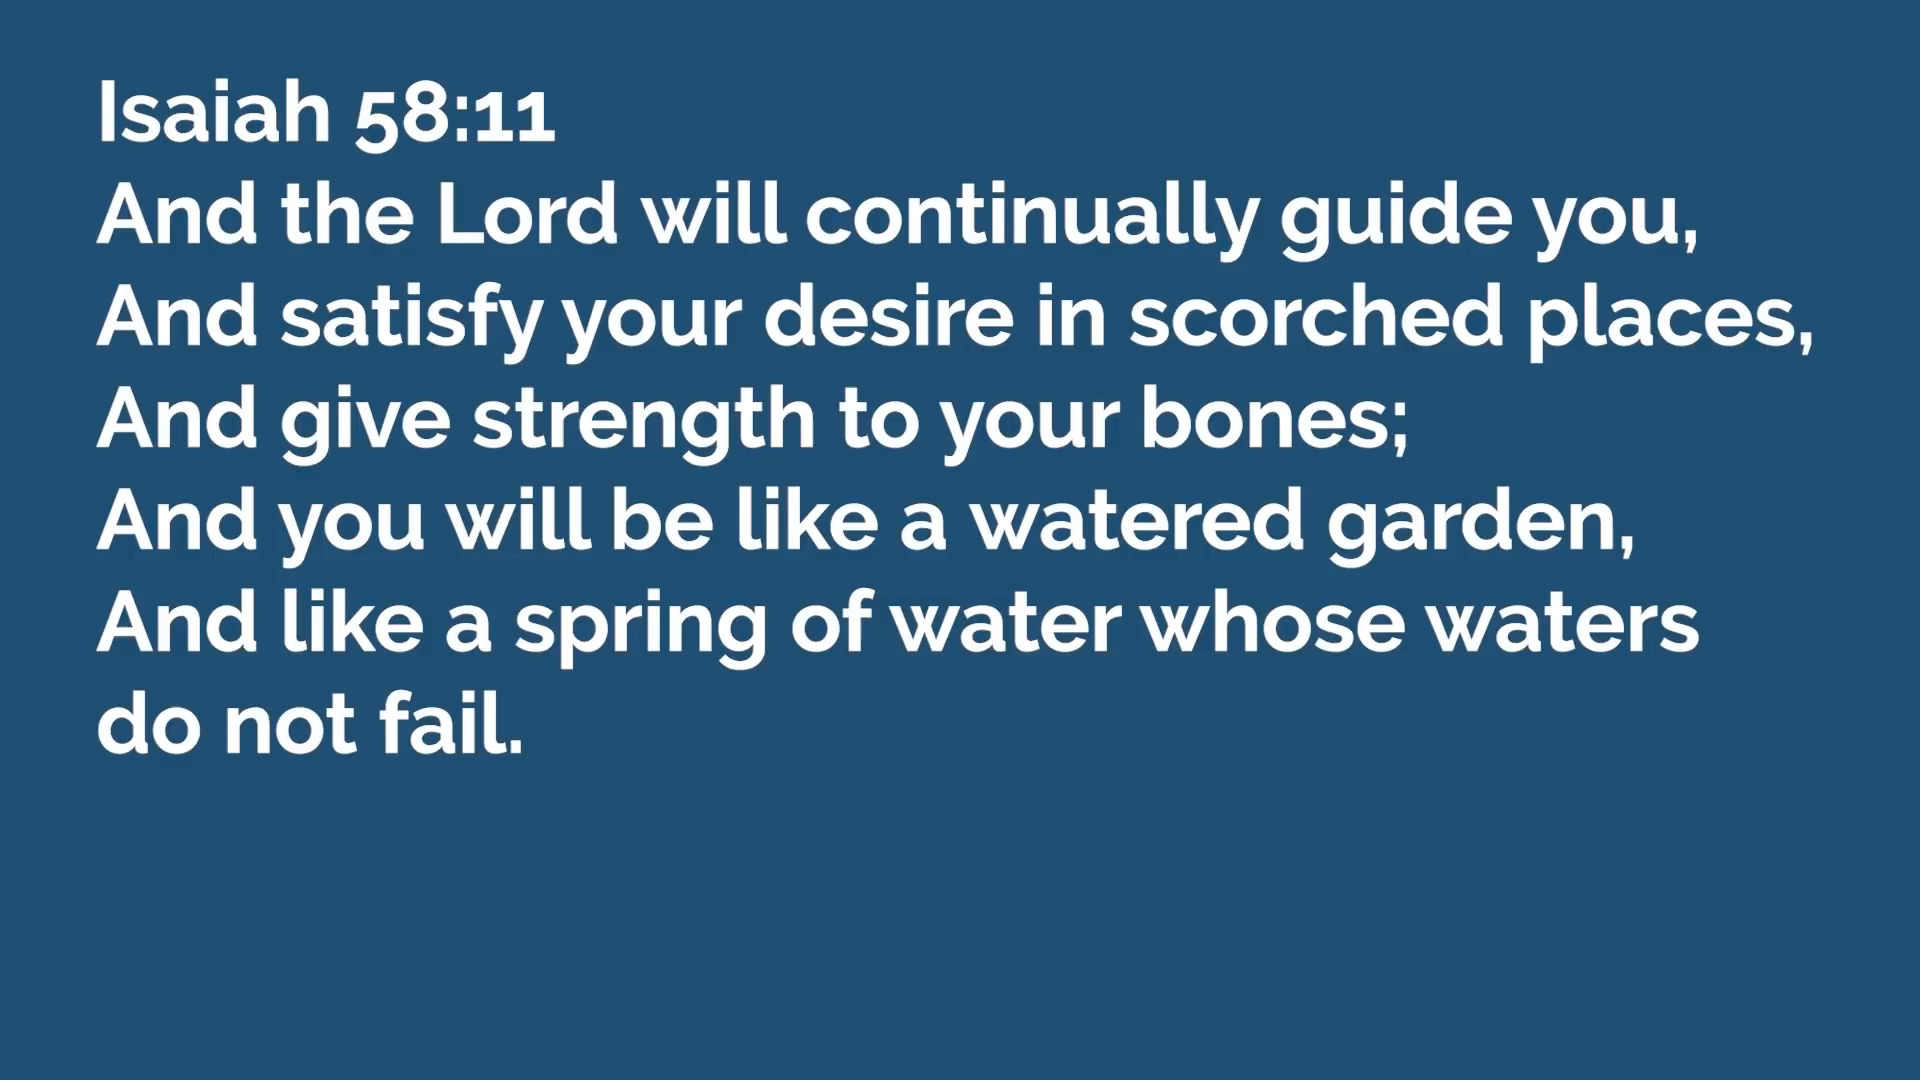 Isaiah 58:11
And the Lord will continually guide you,
And satisfy your desire in scorched places,
And give strength to your bones;
And you will be like a watered garden,
And like a spring of water whose waters
do not fail.